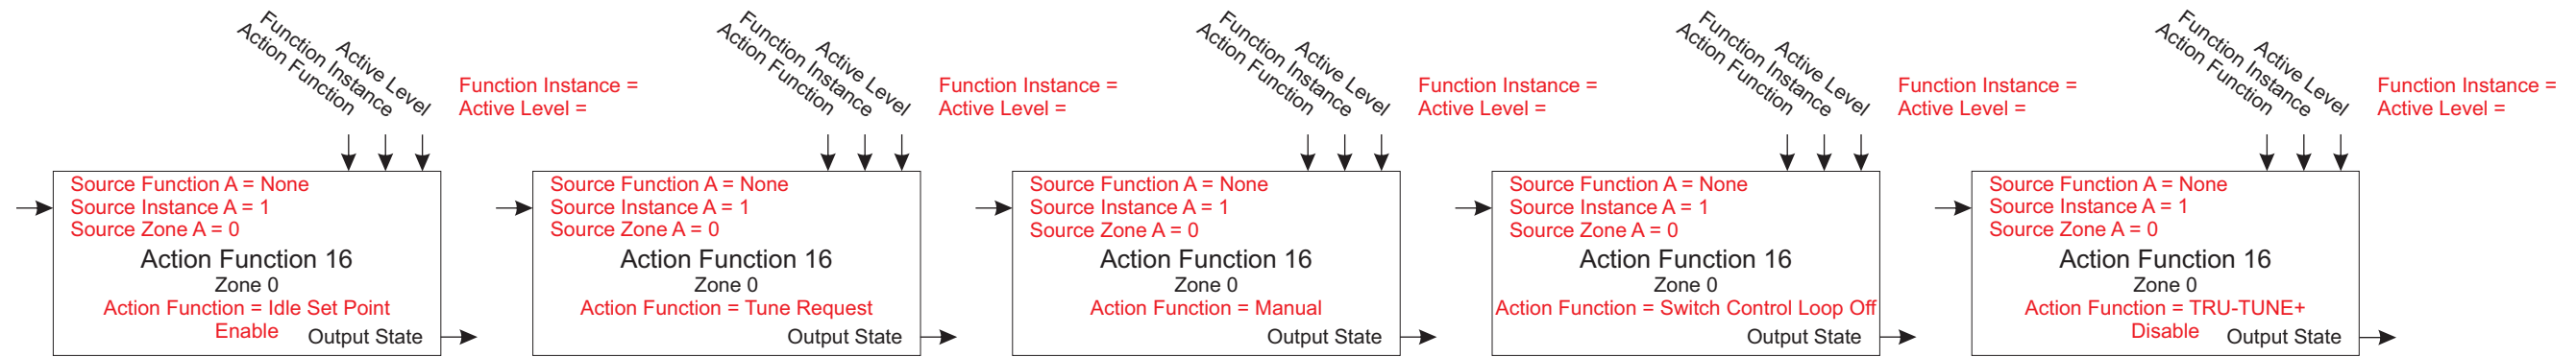 Function Instance
Action Function
Active Level
Function Instance =
Active Level =
Source Function A = None
Source Instance A = 1
Source Zone A = 0
Action Function 16
Zone 0
Action Function = Idle Set Point
Enable
Output State
Function Instance
Action Function
Active Level
Function Instance =
Active Level =
Source Function A = None
Source Instance A = 1
Source Zone A = 0
Action Function 16
Zone 0
Action Function = Tune Request
Output State
Function Instance
Action Function
Active Level
Function Instance =
Active Level =
Source Function A = None
Source Instance A = 1
Source Zone A = 0
Action Function 16
Zone 0
Action Function = Manual
Output State
Function Instance
Action Function
Active Level
Function Instance =
Active Level =
Source Function A = None
Source Instance A = 1
Source Zone A = 0
Action Function 16
Zone 0
Action Function = Switch Control Loop Off
Output State
Function Instance
Action Function
Active Level
Function Instance =
Active Level =
Source Function A = None
Source Instance A = 1
Source Zone A = 0
Action Function 16
Zone 0
Action Function = TRU-TUNE+
Disable
Output State